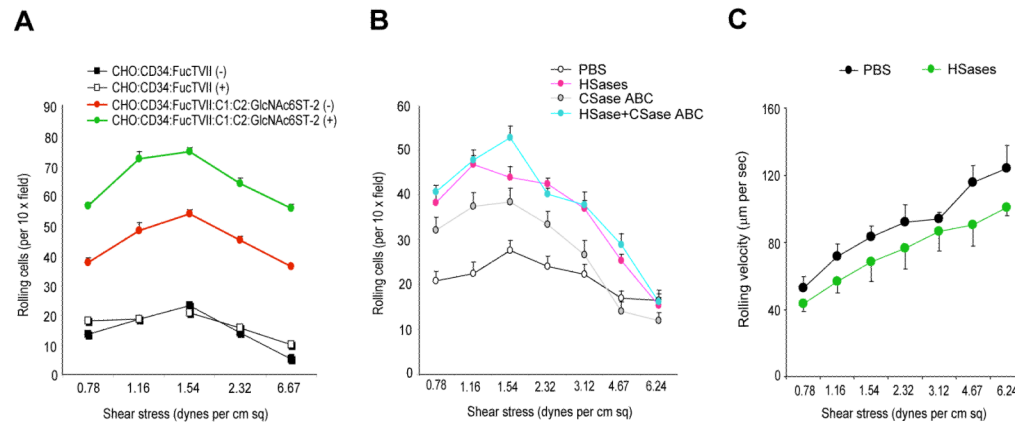 A
CHO:CD34:FucTVII (-)
CHO:CD34:FucTVII (+)
CHO:CD34:FucTVII:C1:C2:GlcNAc6ST-2 (-)
CHO:CD34:FucTVII:C1:C2:GlcNAc6ST-2 (+)
90
80
70
60
50
40
30
20
10
0
Rolling cells (per 10 x field)
0.78 1.16 1.54 2.32 6.67
Shear stress (dynes per cm sq)
B
PBS
HSases
CSase ABC
HSase+CSase ABC
60
50
40
30
20
10
0
Rolling cells (per 10 x field)
0.78 1.16 1.54 2.32 3.12 4.67 6.24
Shear stress (dynes per cm sq)
C
PBS HSases
160
120
80
40
0
Rolling velocity (µm per sec)
0.78 1.16 1.54 2.32 3.12 4.67 6.24
Shear stress (dynes per cm sq)